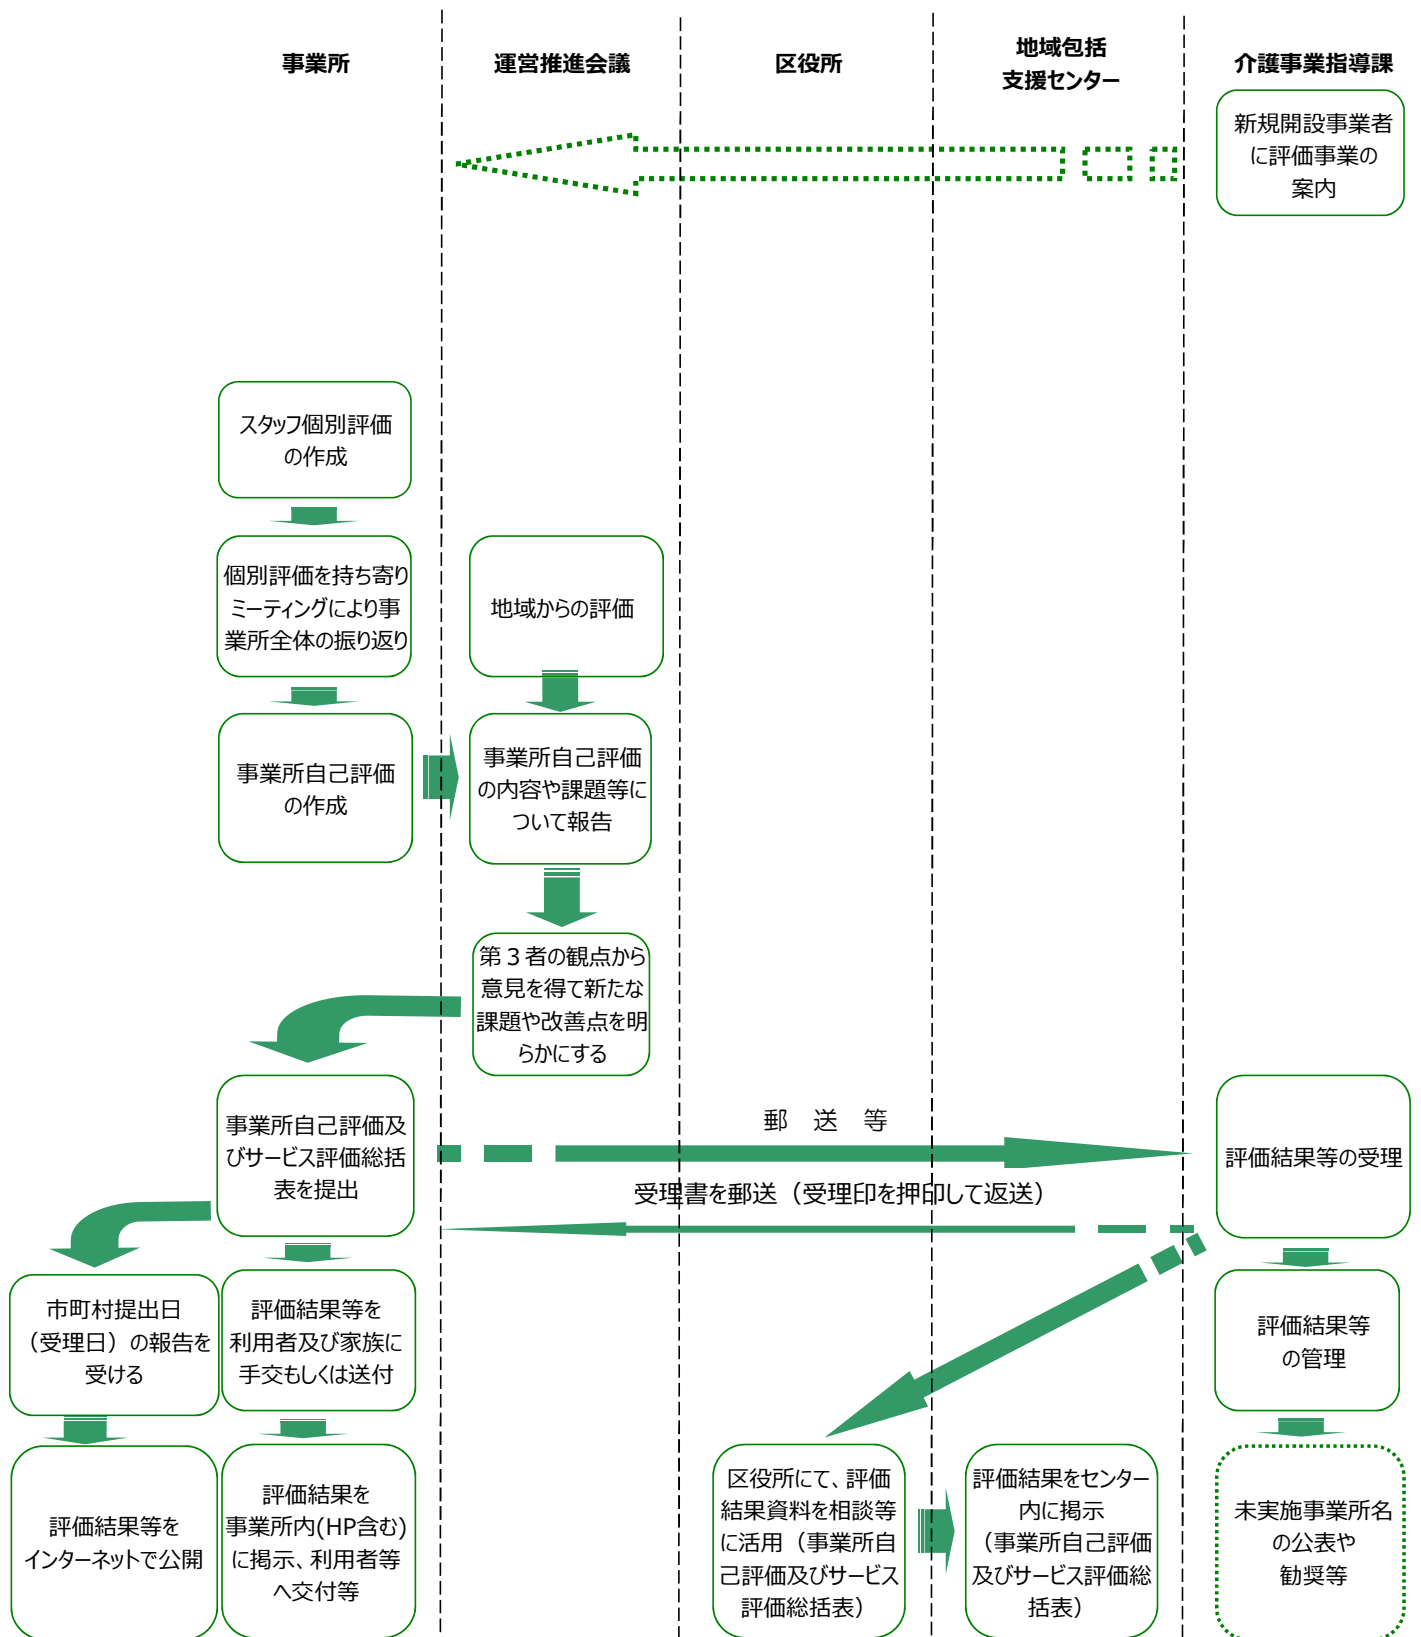 事業所
運営推進会議
区役所
地域包括
支援センター
介護事業指導課
新規開設事業者
に評価事業の
案内
スタッフ個別評価
の作成
個別評価を持ち寄り
ミーティングにより事
業所全体の振り返り
地域からの評価
事業所自己評価
の作成
事業所自己評価
の内容や課題等に
ついて報告
第３者の観点から
意見を得て新たな
課題や改善点を明
らかにする
事業所自己評価及
びサービス評価総括
表を提出
郵　送　等
受理書を郵送（受理印を押印して返送）
評価結果等の受理
市町村提出日
（受理日）の報告を
受ける
評価結果等を
利用者及び家族に
手交もしくは送付
評価結果等
の管理
評価結果等を
インターネットで公開
評価結果を
事業所内(HP含む)
に掲示、利用者等
へ交付等
区役所にて、評価
結果資料を相談等
に活用（事業所自
己評価及びサービス
評価総括表）
評価結果をセンター
内に掲示
（事業所自己評価
及びサービス評価総
括表）
未実施事業所名
の公表や
勧奨等